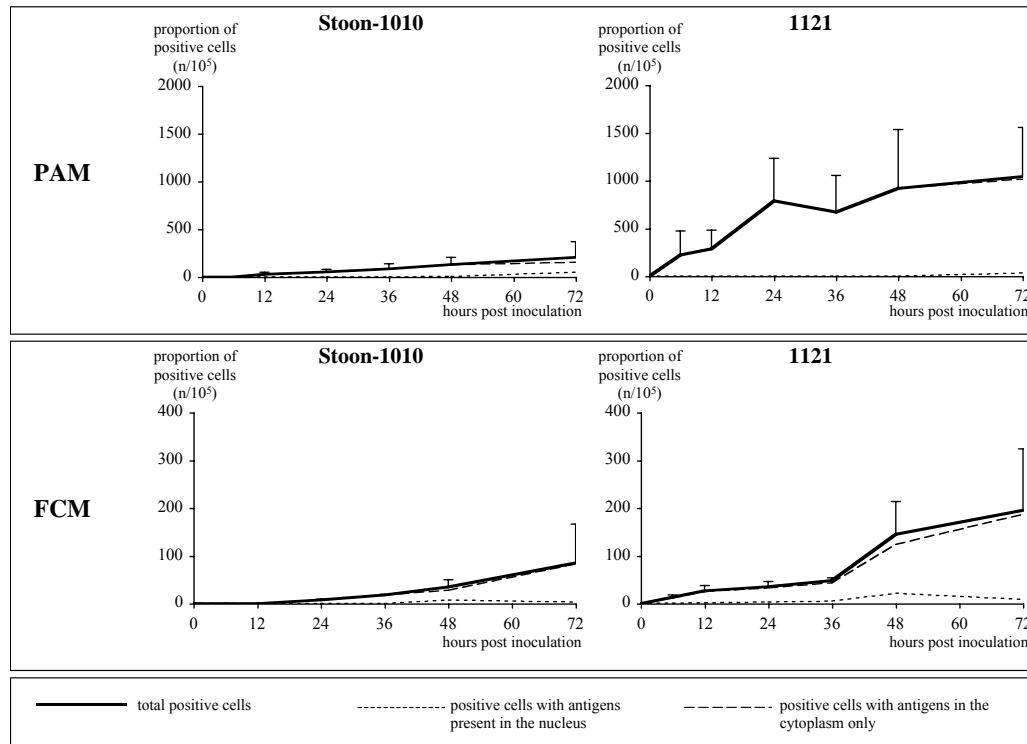 Stoon-1010
1121
proportion of
positive cells
(n/10⁵)
proportion of
positive cells
(n/10⁵)
PAM
2000
1500
1000
500
0
0 12 24 36 48 60 72
hours post inoculation
2000
1500
1000
500
0
0 12 24 36 48 60 72
hours post inoculation
Stoon-1010
1121
proportion of
positive cells
(n/10⁵)
proportion of
positive cells
(n/10⁵)
FCM
400
300
200
100
0
0 12 24 36 48 60 72
hours post inoculation
400
300
200
100
0
0 12 24 36 48 60 72
hours post inoculation
total positive cells
positive cells with antigens
present in the nucleus
positive cells with antigens in the
cytoplasm only